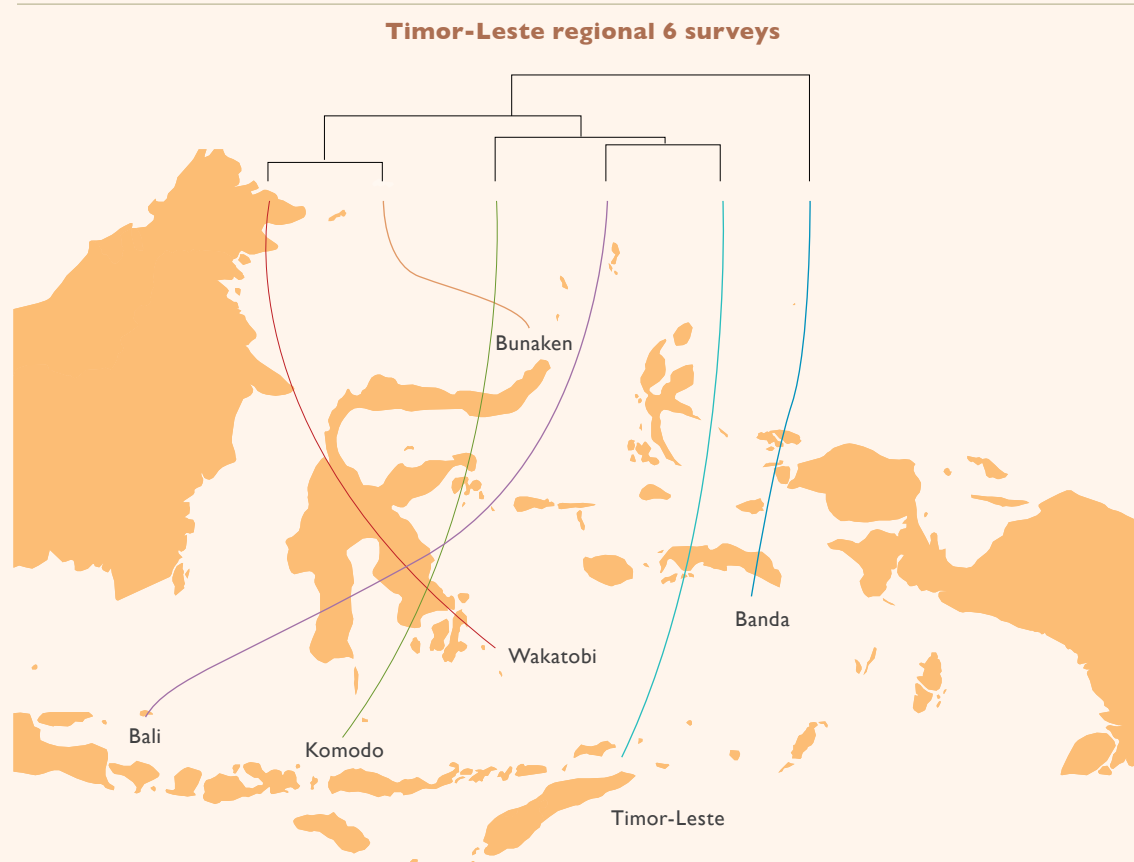 Timor-Leste regional 6 surveys
Bunaken
Banda
Wakatobi
Bali
Komodo
Timor-Leste